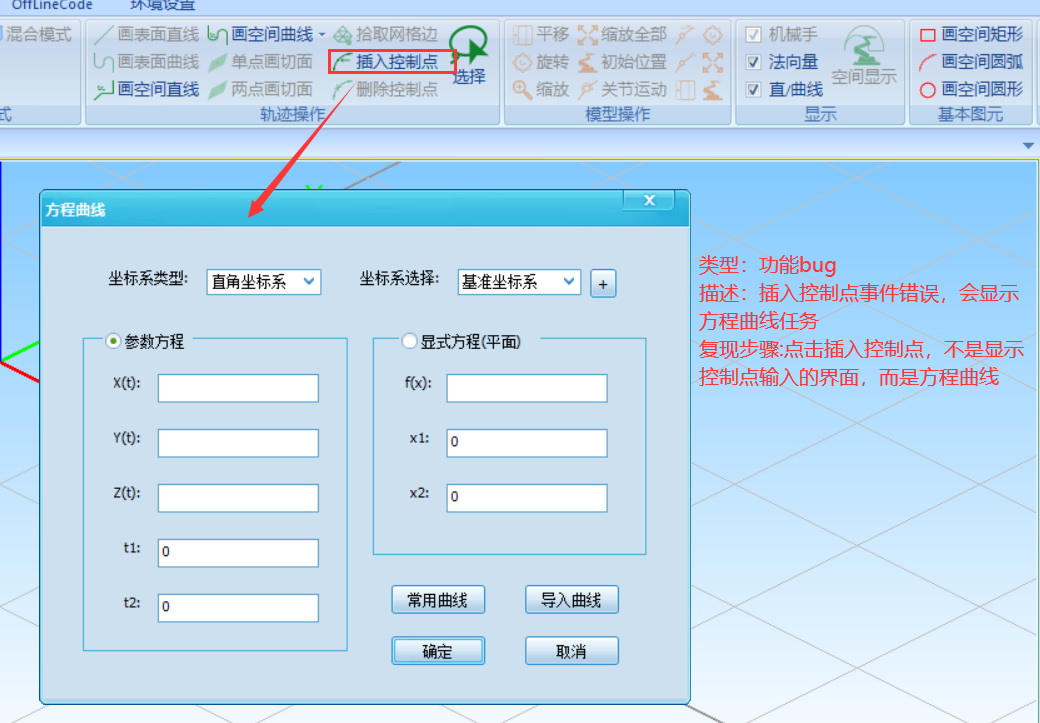 OffLineCode 环境设置
混合模式 画表面直线 画空间曲线 拾取网格边 平移 缩放全部 机械手 画空间矩形
画表面曲线 单点画切面 插入控制点 选择 旋转 初始位置 法向量 空间显示 画空间圆弧
画空间直线 两点画切面 删除控制点 缩放 关节运动 直/曲线 画空间圆形
式 轨迹操作 模型操作 显示 基本图元
方程曲线 X
坐标系类型: 直角坐标系 坐标系选择: 基准坐标系 +
参数方程 显式方程(平面)
X(t): f(x):
Y(t): x1: 0
Z(t): x2: 0
t1: 0
t2: 0
常用曲线 导入曲线
确定 取消
类型：功能bug
描述：插入控制点事件错误，会显示
方程曲线任务
复现步骤:点击插入控制点，不是显示
控制点输入的界面，而是方程曲线